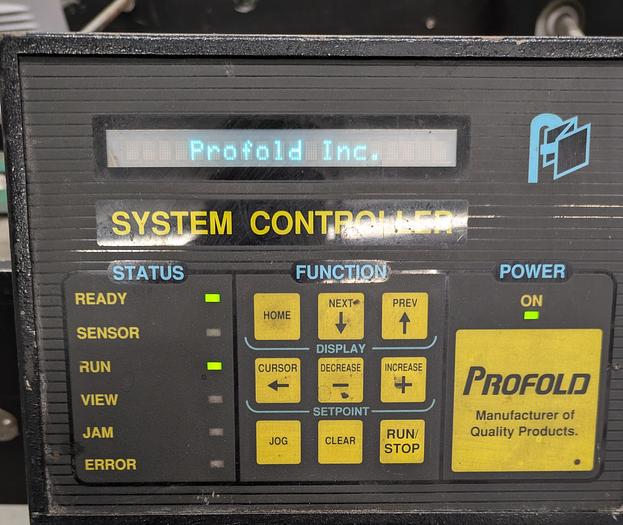 Profold Inc.
SYSTEM CONTROLLER
STATUS
READY
SENSOR
RUN
VIEW
JAM
ERROR
FUNCTION
HOME
NEXT
PREV
DISPLAY
CURSOR
DECREASE
INCREASE
SETPOINT
JOG
CLEAR
RUN/
STOP
POWER
ON
PROFOLD
Manufacturer of
Quality Products.